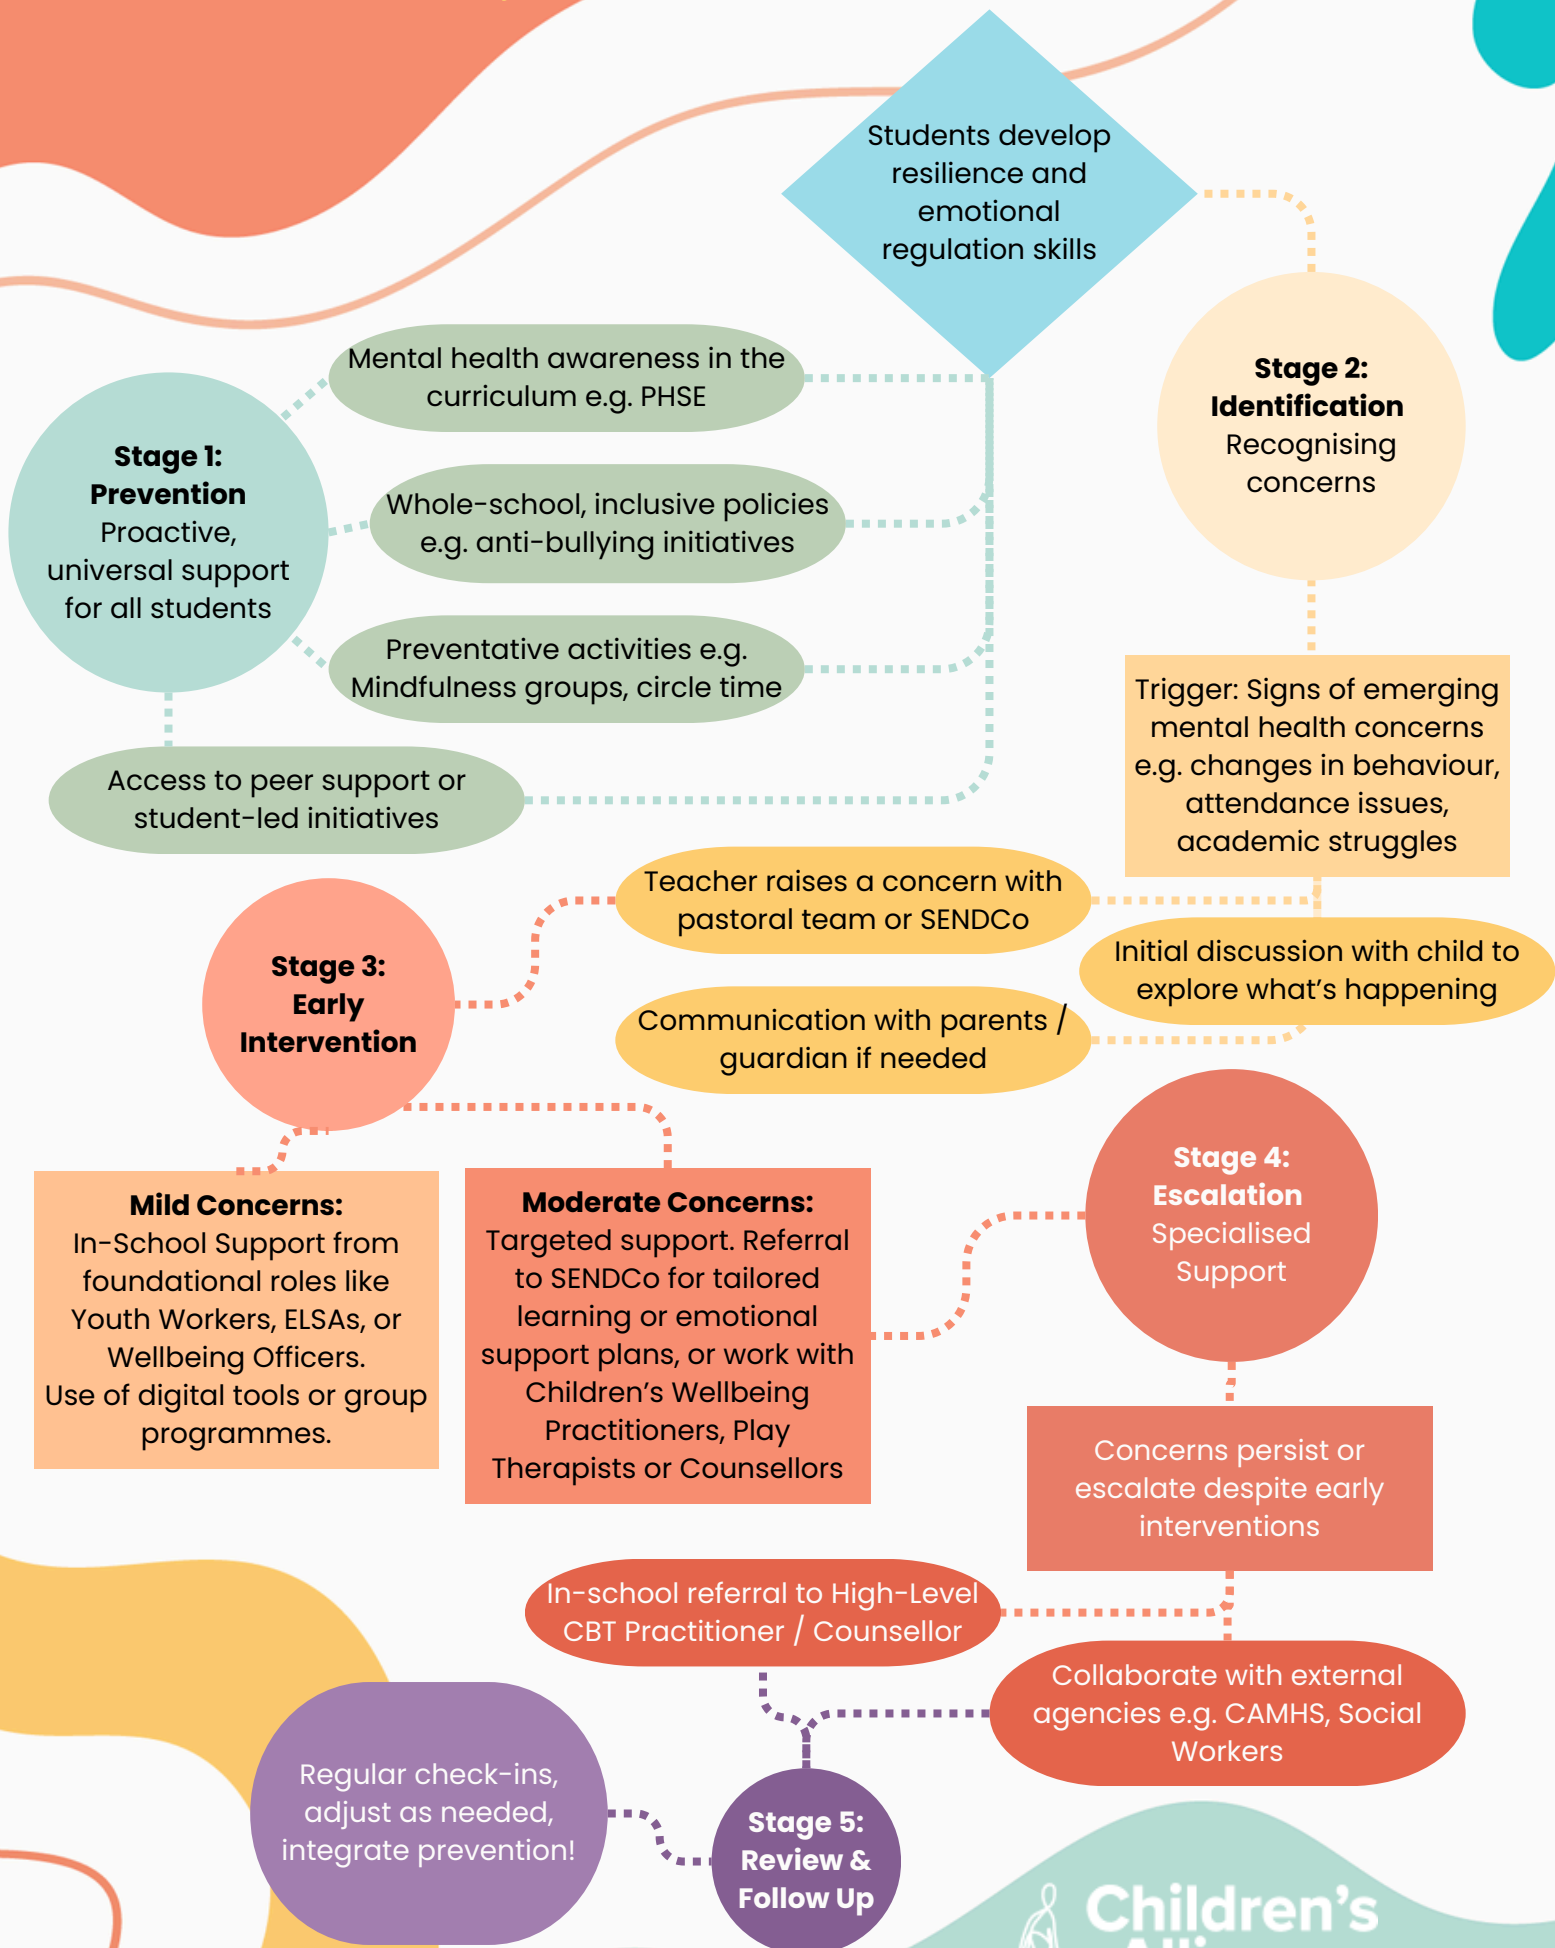 Students develop
resilience and
emotional
regulation skills
Stage 1:
Prevention
Proactive,
universal support
for all students
Mental health awareness in the
curriculum e.g. PHSE
Whole-school, inclusive policies
e.g. anti-bullying initiatives
Preventative activities e.g.
Mindfulness groups, circle time
Access to peer support or
student-led initiatives
Stage 2:
Identification
Recognising
concerns
Trigger: Signs of emerging
mental health concerns
e.g. changes in behaviour,
attendance issues,
academic struggles
Teacher raises a concern with
pastoral team or SENDCo
Initial discussion with child to
explore what's happening
Communication with parents /
guardian if needed
Stage 3:
Early
Intervention
Mild Concerns:
In-School Support from
foundational roles like
Youth Workers, ELSAs, or
Wellbeing Officers.
Use of digital tools or group
programmes.
Moderate Concerns:
Targeted support. Referral
to SENDCo for tailored
learning or emotional
support plans, or work with
Children's Wellbeing
Practitioners, Play
Therapists or Counsellors
Stage 4:
Escalation
Specialised
Support
Concerns persist or
escalate despite early
interventions
In-school referral to High-Level
CBT Practitioner / Counsellor
Collaborate with external
agencies e.g. CAMHS, Social
Workers
Stage 5:
Review &
Follow Up
Regular check-ins,
adjust as needed,
integrate prevention!
Children's